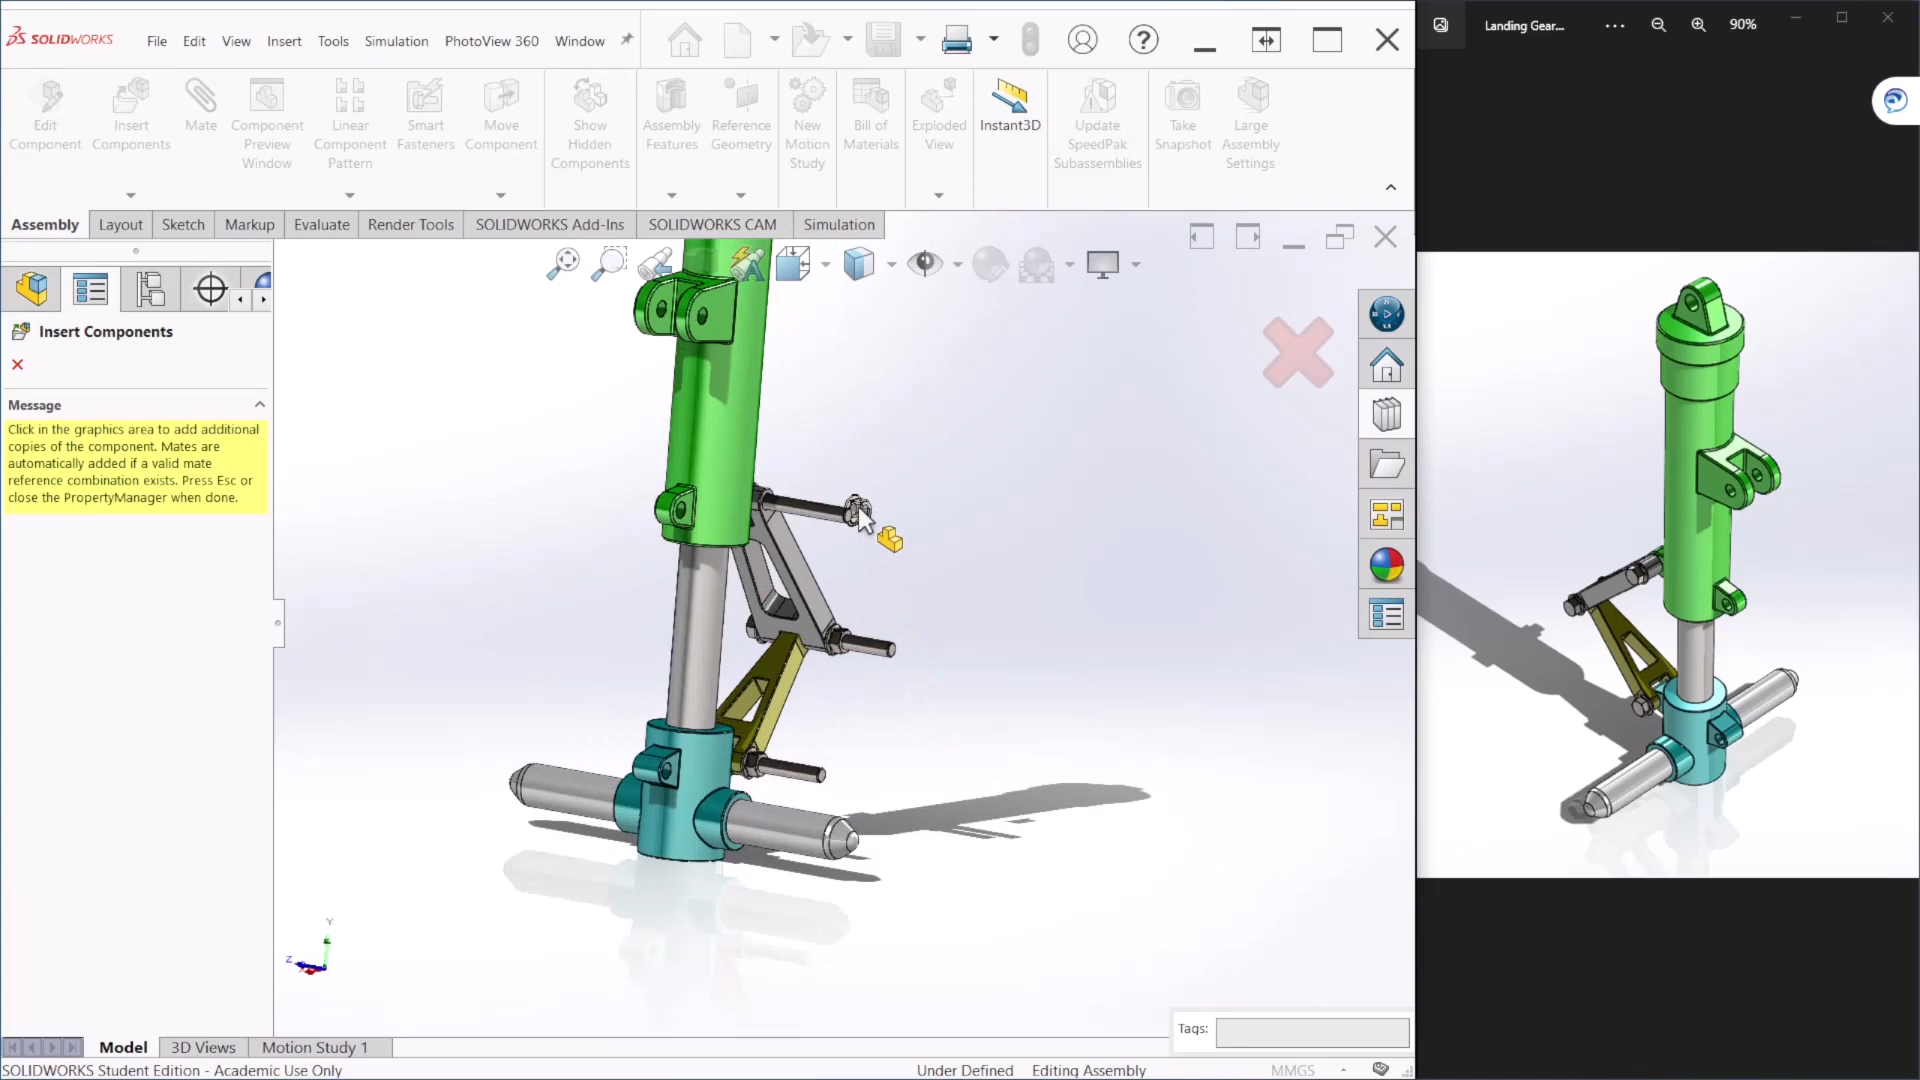 SOLIDWORKS File Edit View Insert Tools Simulation PhotoView 360 Window
Landing Gear... 90%
Edit Component
Insert Components
Mate
Component Preview Window
Linear Component Pattern
Smart Fasteners
Move Component
Show Hidden Components
Assembly Features
Reference Geometry
New Motion Study
Bill of Materials
Exploded View
Instant3D
Update SpeedPak Subassemblies
Take Snapshot
Large Assembly Settings
Assembly Layout Sketch Markup Evaluate Render Tools SOLIDWORKS Add-Ins SOLIDWORKS CAM Simulation
Insert Components
Message
Click in the graphics area to add additional
copies of the component. Mates are
automatically added if a valid mate
reference combination exists. Press Esc or
close the PropertyManager when done.
Y
Z
Tags:
Model 3D Views Motion Study 1
SOLIDWORKS Student Edition - Academic Use Only
Under Defined Editing Assembly MMGS